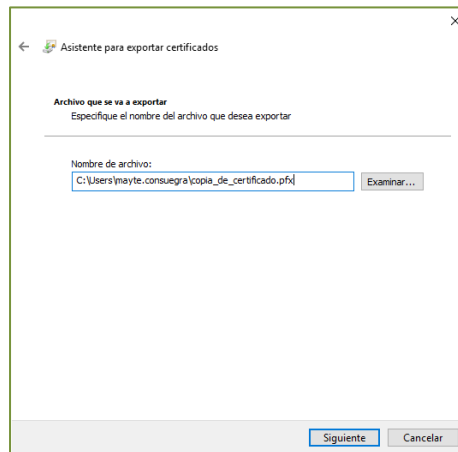 Asistente para exportar certificados
Archivo que se va a exportar
Especifique el nombre del archivo que desea exportar
Nombre de archivo:
C:\Users\mayte.consuegra\copia_de_certificado.pfx
Examinar...
Siguiente
Cancelar